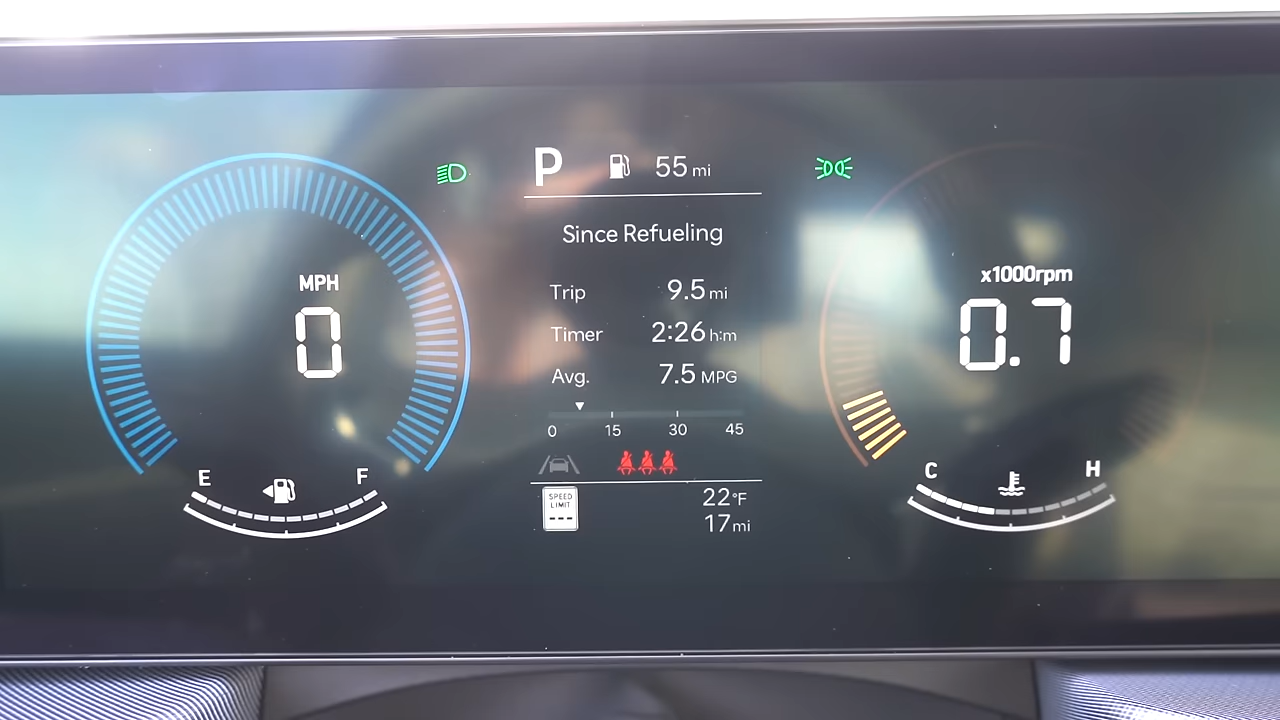 P 55 mi
Since Refueling
MPH
0
Trip 9.5 mi
Timer 2:26 h:m
Avg. 7.5 MPG
0 15 30 45
x1000rpm
0.7
E F
SPEED
LIMIT
---
22°F
17 mi
C H